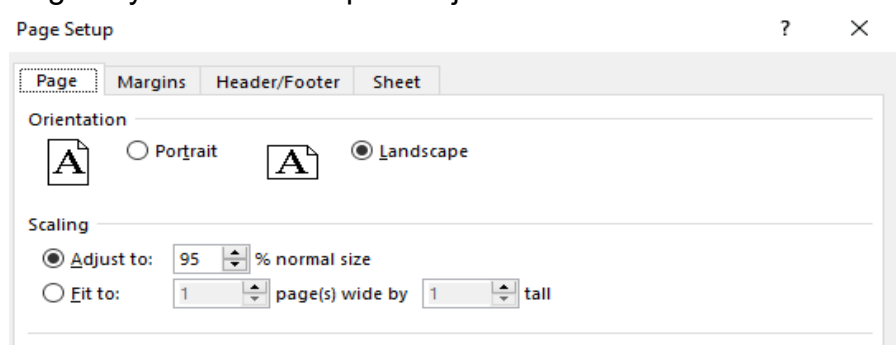 Page Setup ? ×
Page Margins Header/Footer Sheet
Orientation
A Portrait A Landscape
Scaling
Adjust to: 95 % normal size
Fit to: 1 page(s) wide by 1 tall